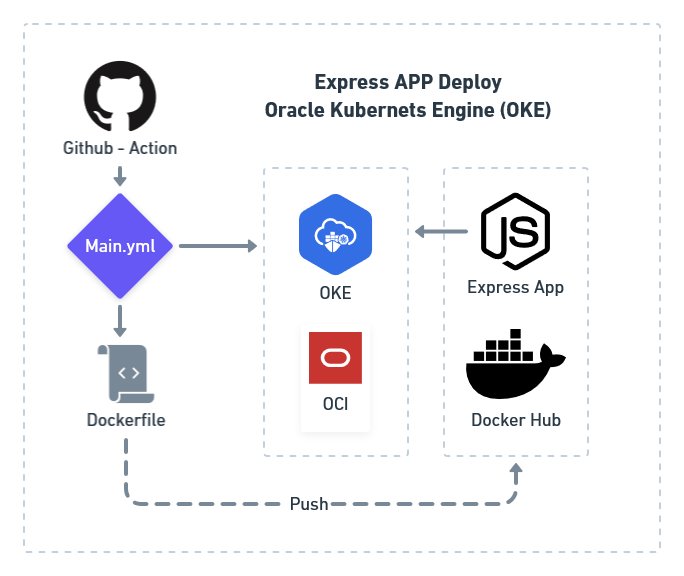 Express APP Deploy
Oracle Kubernets Engine (OKE)
Github - Action
Main.yml
OKE
JS
Express App
OCI
Dockerfile
Docker Hub
Push